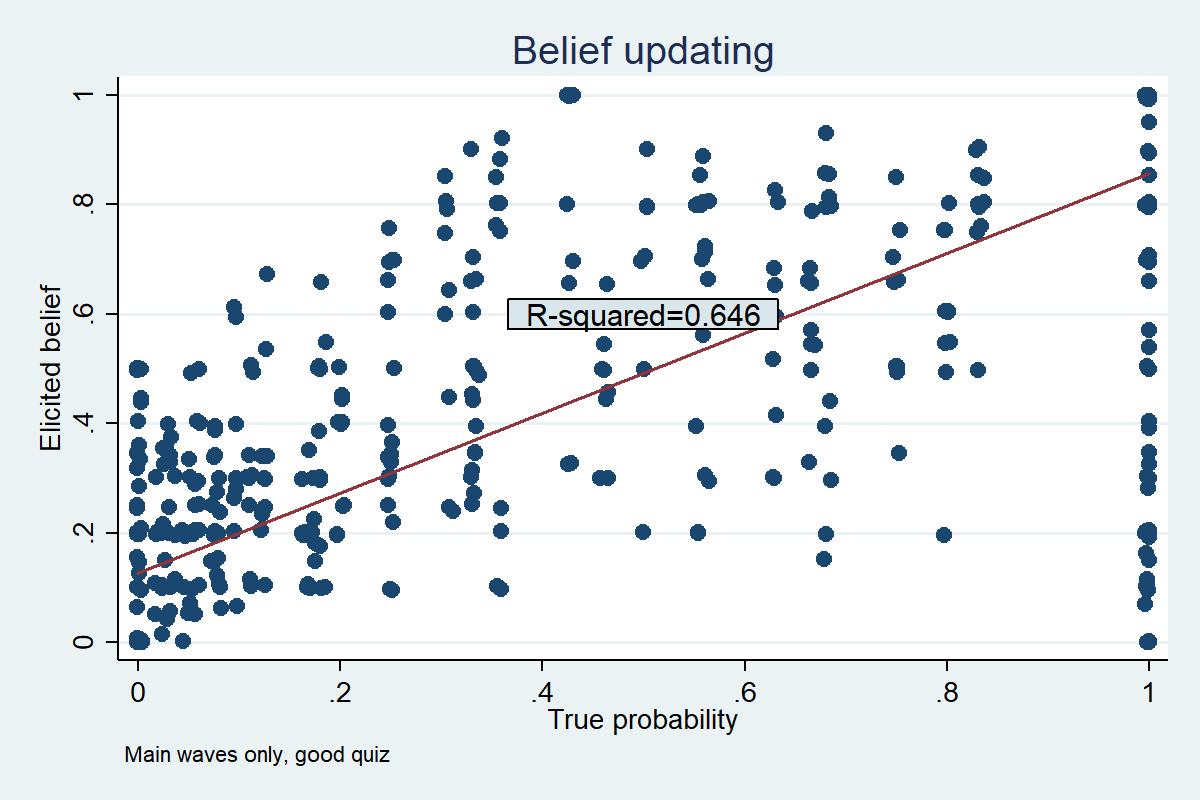 Belief updating
Elicited belief
1
.8
.6
.4
.2
0
R-squared=0.646
0 .2 .4 .6 .8 1
True probability
Main waves only, good quiz